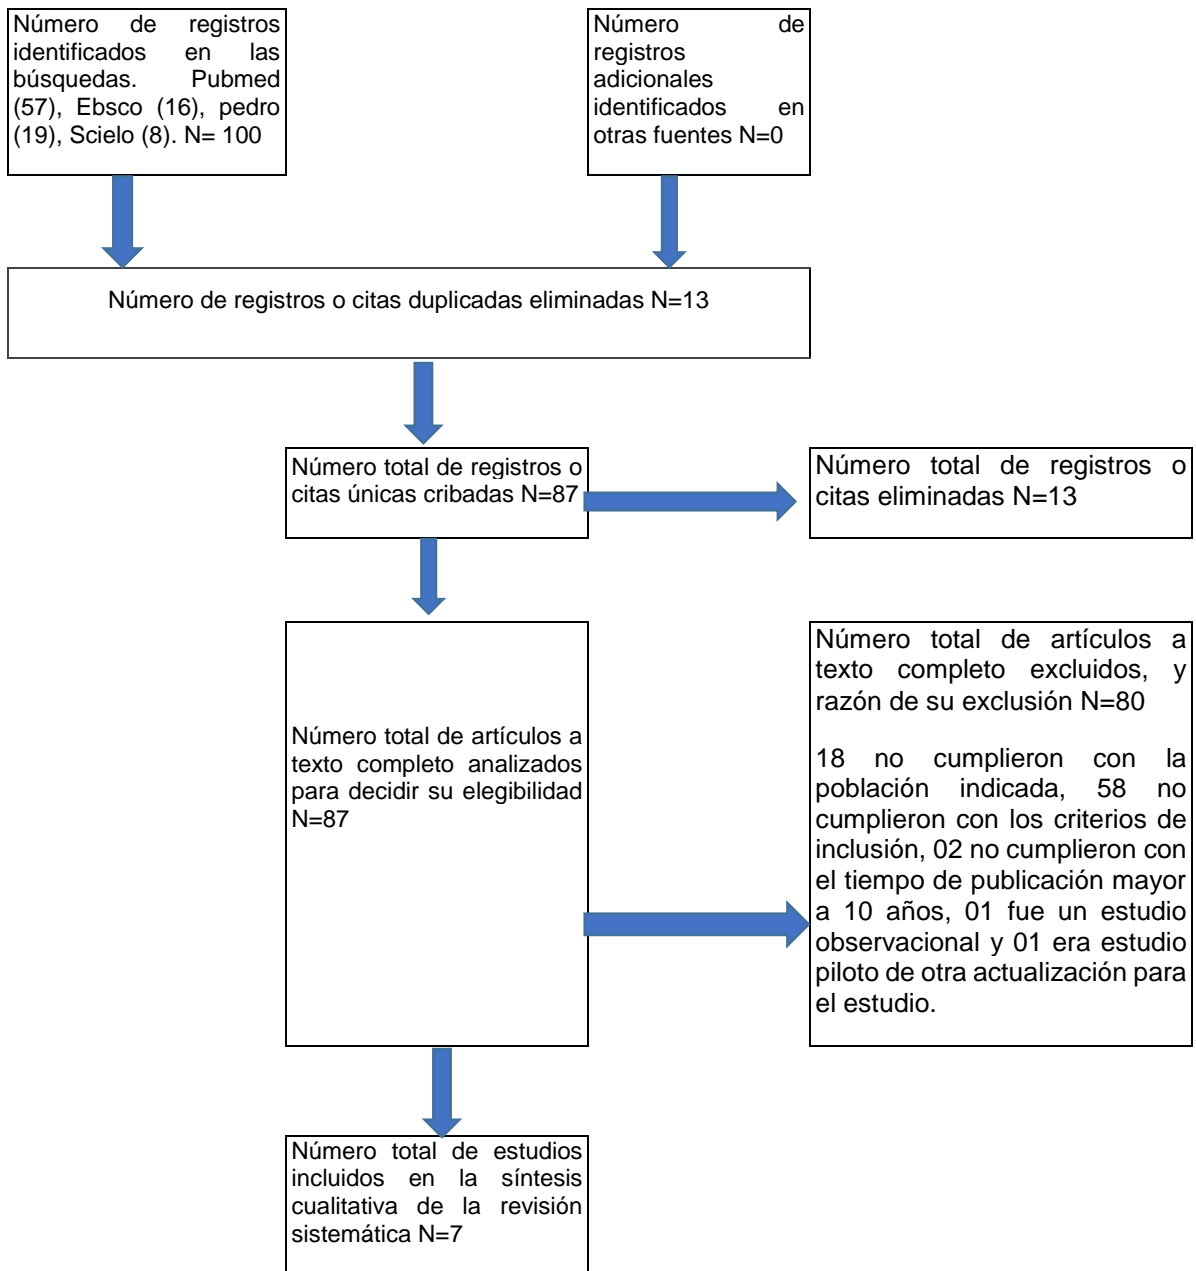 Número de registros
identificados en las
búsquedas. Pubmed
(57), Ebsco (16), pedro
(19), Scielo (8). N= 100
Número de
registros
adicionales
identificados en
otras fuentes N=0
Número de registros o citas duplicadas eliminadas N=13
Número total de registros o
citas únicas cribadas N=87
Número total de registros o
citas eliminadas N=13
Número total de artículos a
texto completo analizados
para decidir su elegibilidad
N=87
Número total de artículos a
texto completo excluidos, y
razón de su exclusión N=80
18 no cumplieron con la
población indicada, 58 no
cumplieron con los criterios de
inclusión, 02 no cumplieron con
el tiempo de publicación mayor
a 10 años, 01 fue un estudio
observacional y 01 era estudio
piloto de otra actualización para
el estudio.
Número total de estudios
incluidos en la síntesis
cualitativa de la revisión
sistemática N=7